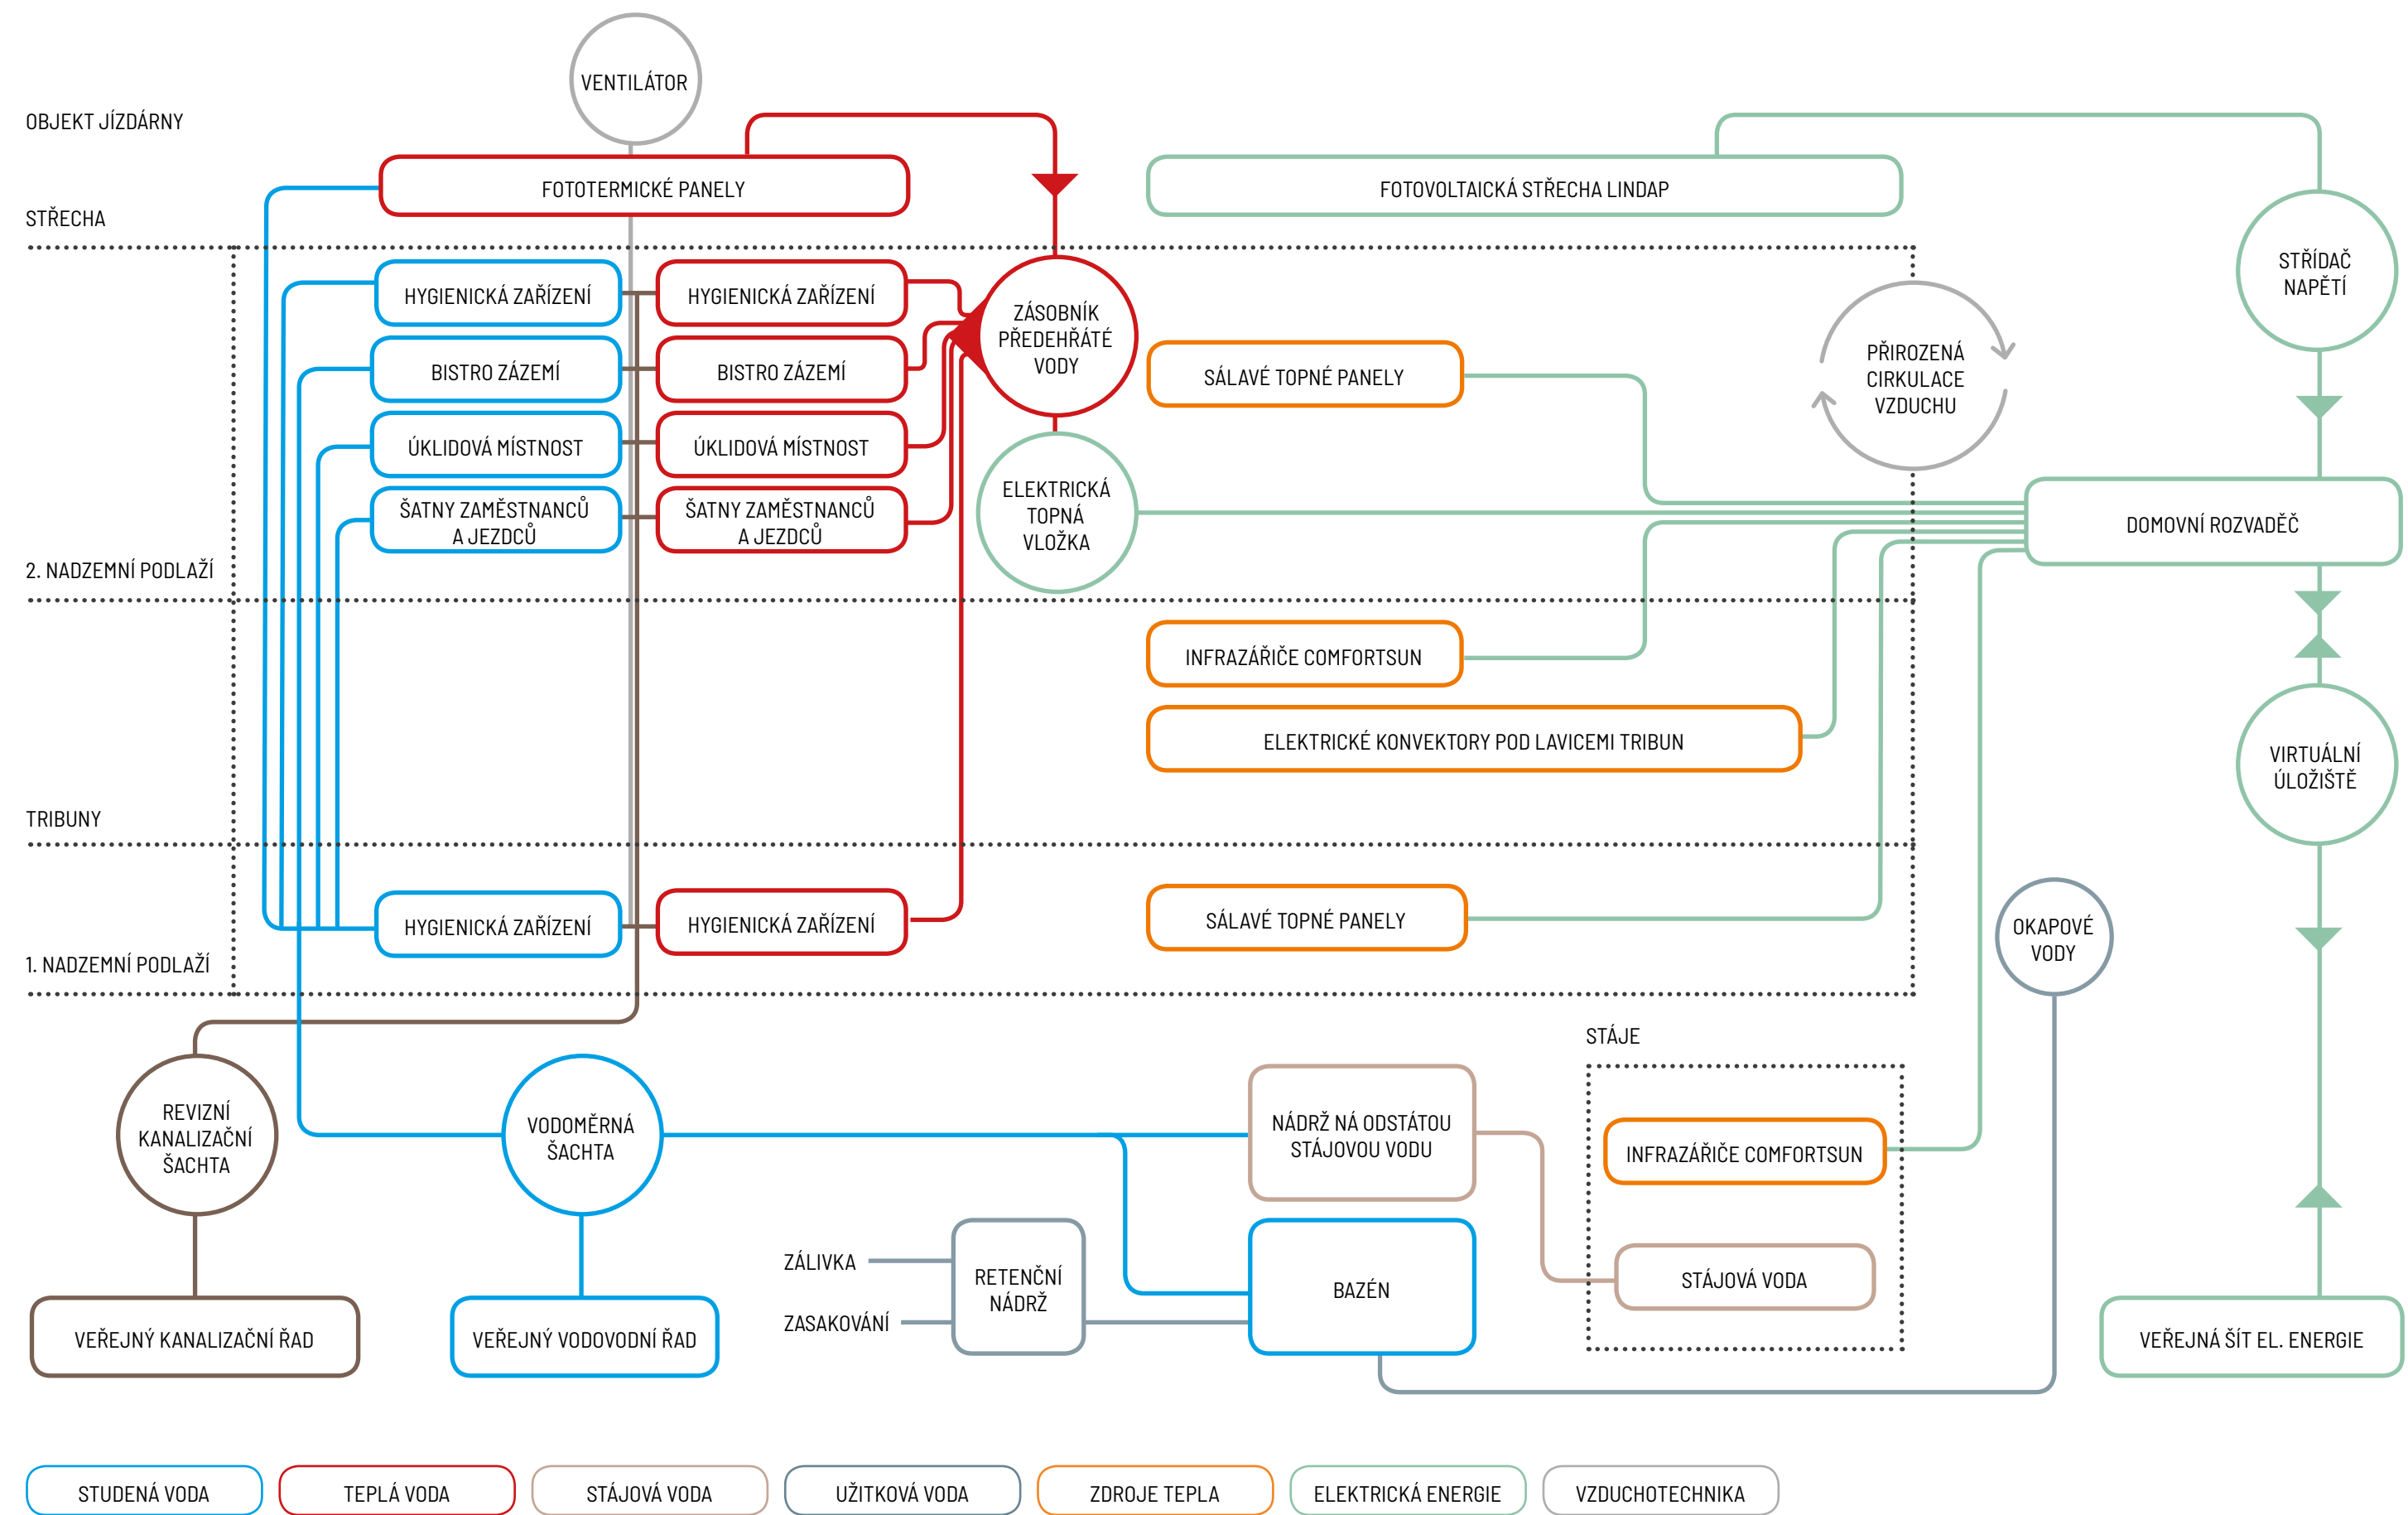 VENTILÁTOR
OBJEKT JÍZDÁRNY
FOTOTERMICKÉ PANELY
FOTOVOLTAICKÁ STŘECHA LINDAP
STŘECHA
STŘÍDAČ
NAPĚTÍ
HYGIENICKÁ ZAŘÍZENÍ
HYGIENICKÁ ZAŘÍZENÍ
ZÁSOBNÍK
PŘEDEHŘÁTÉ
VODY
BISTRO ZÁZEMÍ
BISTRO ZÁZEMÍ
SÁLAVÉ TOPNÉ PANELY
PŘIROZENÁ
CIRKULACE
VZDUCHU
ÚKLIDOVÁ MÍSTNOST
ÚKLIDOVÁ MÍSTNOST
ŠATNY ZAMĚSTNANCŮ
A JEZDCŮ
ŠATNY ZAMĚSTNANCŮ
A JEZDCŮ
ELEKTRICKÁ
TOPNÁ
VLOŽKA
DOMOVNÍ ROZVADĚČ
2. NADZEMNÍ PODLAŽÍ
INFRAZÁŘIČE COMFORTSUN
ELEKTRICKÉ KONVEKTORY POD LAVICEMI TRIBUN
VIRTUÁLNÍ
ÚLOŽIŠTĚ
TRIBUNY
HYGIENICKÁ ZAŘÍZENÍ
HYGIENICKÁ ZAŘÍZENÍ
SÁLAVÉ TOPNÉ PANELY
OKAPOVÉ
VODY
1. NADZEMNÍ PODLAŽÍ
STÁJE
REVIZNÍ
KANALIZAČNÍ
ŠACHTA
VODOMĚRNÁ
ŠACHTA
NÁDRŽ NÁ ODSTÁTOU
STÁJOVOU VODU
INFRAZÁŘIČE COMFORTSUN
ZÁLIVKA
RETENČNÍ
NÁDRŽ
BAZÉN
STÁJOVÁ VODA
ZASAKOVÁNÍ
VEŘEJNÝ KANALIZAČNÍ ŘAD
VEŘEJNÝ VODOVODNÍ ŘAD
VEŘEJNÁ ŠÍT EL. ENERGIE
STUDENÁ VODA
TEPLÁ VODA
STÁJOVÁ VODA
UŽITKOVÁ VODA
ZDROJE TEPLA
ELEKTRICKÁ ENERGIE
VZDUCHOTECHNIKA